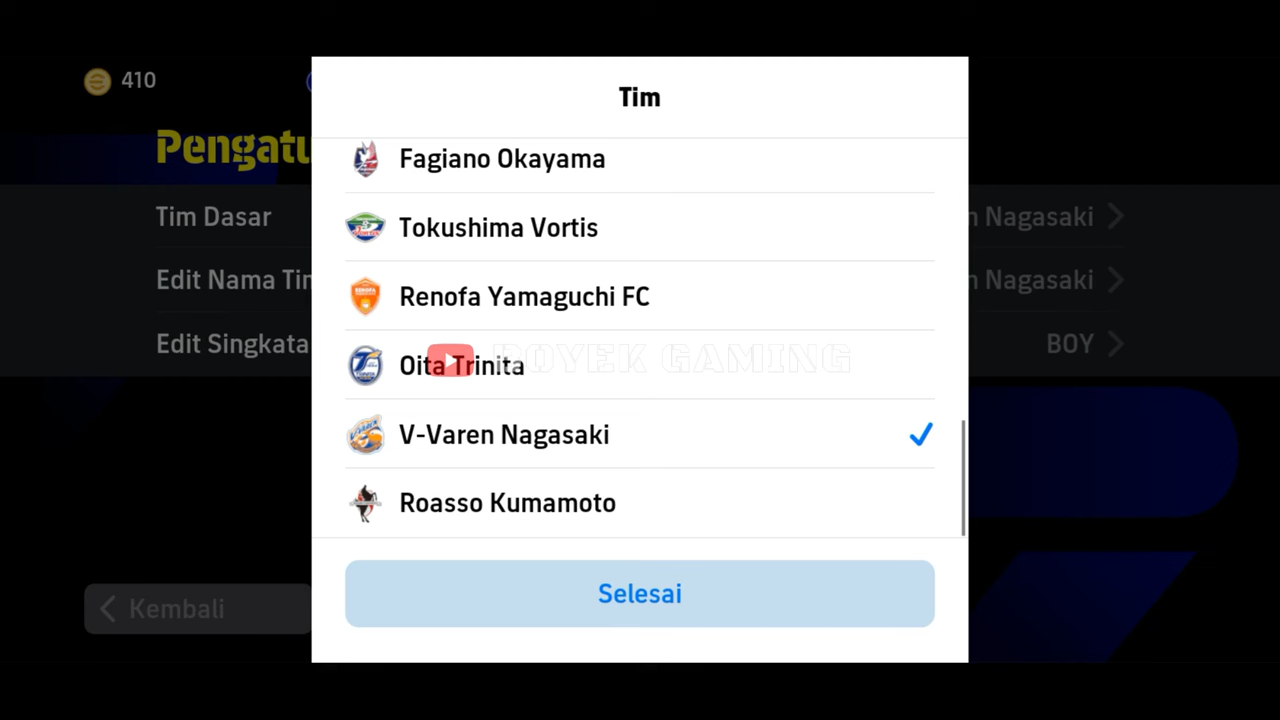 410
Tim
Pengatu
Fagiano Okayama
Tim Dasar
Tokushima Vortis
n Nagasaki
Edit Nama Tim
Renofa Yamaguchi FC
n Nagasaki
Edit Singkata
Oita Trinita
ROYEK GAMING
BOY
V-Varen Nagasaki
Roasso Kumamoto
Selesai
Kembali